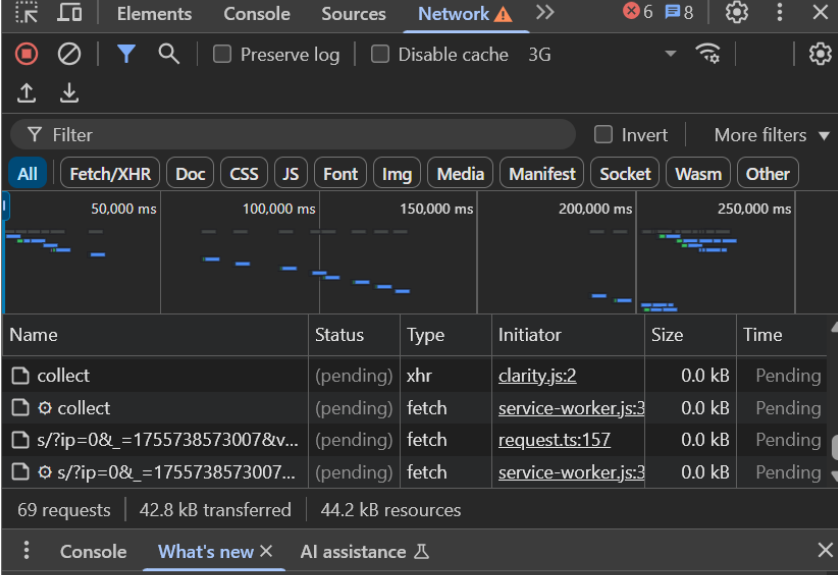 Elements Console Sources Network >> 6 8
Preserve log Disable cache 3G
Filter Invert More filters
All Fetch/XHR Doc CSS JS Font Img Media Manifest Socket Wasm Other
50,000 ms 100,000 ms 150,000 ms 200,000 ms 250,000 ms
Name Status Type Initiator Size Time
collect (pending) xhr clarity.js:2 0.0 kB Pending
collect (pending) fetch service-worker.js:3 0.0 kB Pending
s/?ip=0&_=1755738573007&v... (pending) fetch request.ts:157 0.0 kB Pending
s/?ip=0&_=1755738573007... (pending) fetch service-worker.js:3 0.0 kB Pending
69 requests 42.8 kB transferred 44.2 kB resources
Console What's new AI assistance